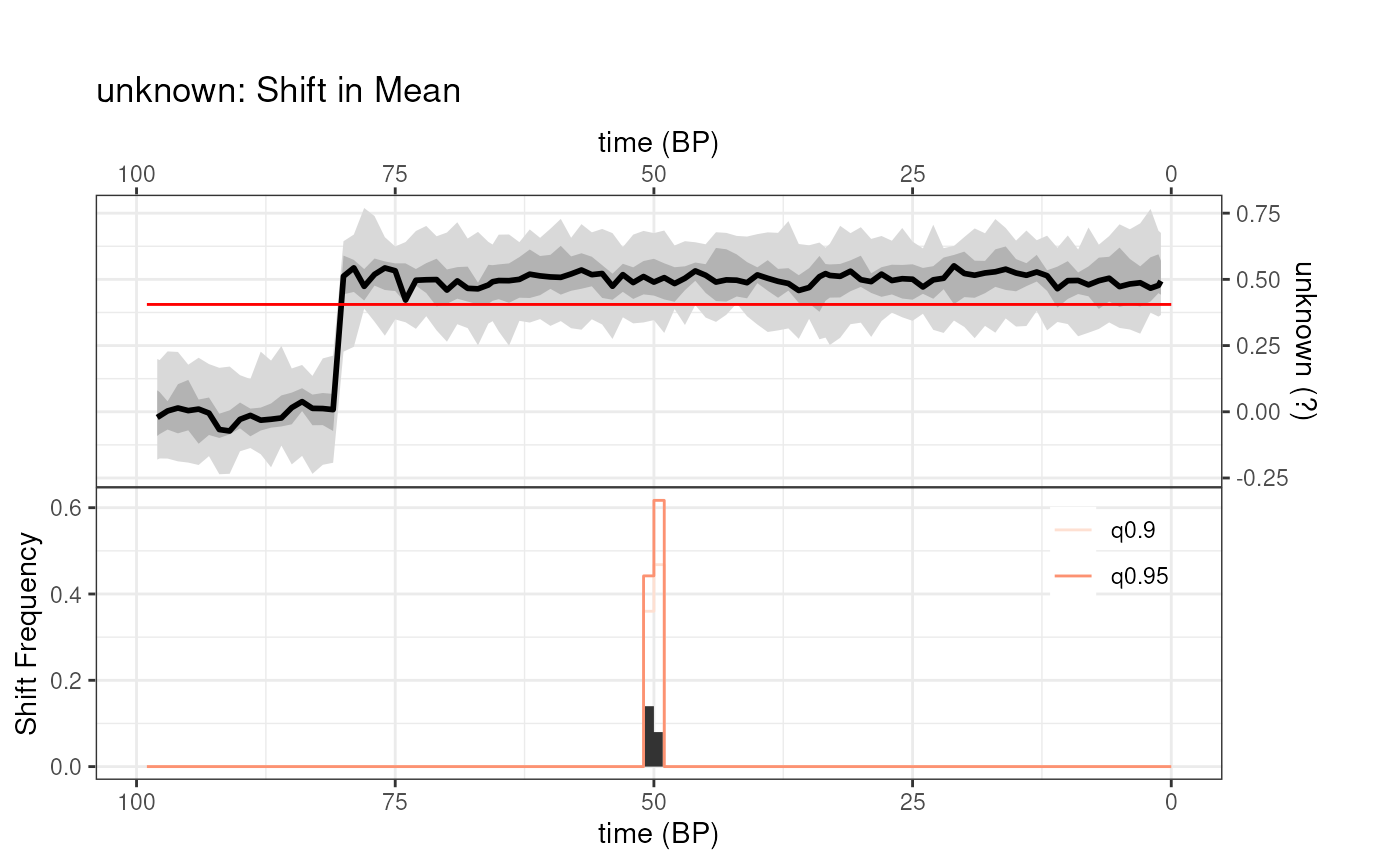 unknown: Shift in Mean
time (BP)
100 75 50 25 0
0.75
0.50
0.25
0.00
-0.25
unknown (?)
Shift Frequency
0.6
0.4
0.2
0.0
q0.9
q0.95
100 75 50 25 0
time (BP)